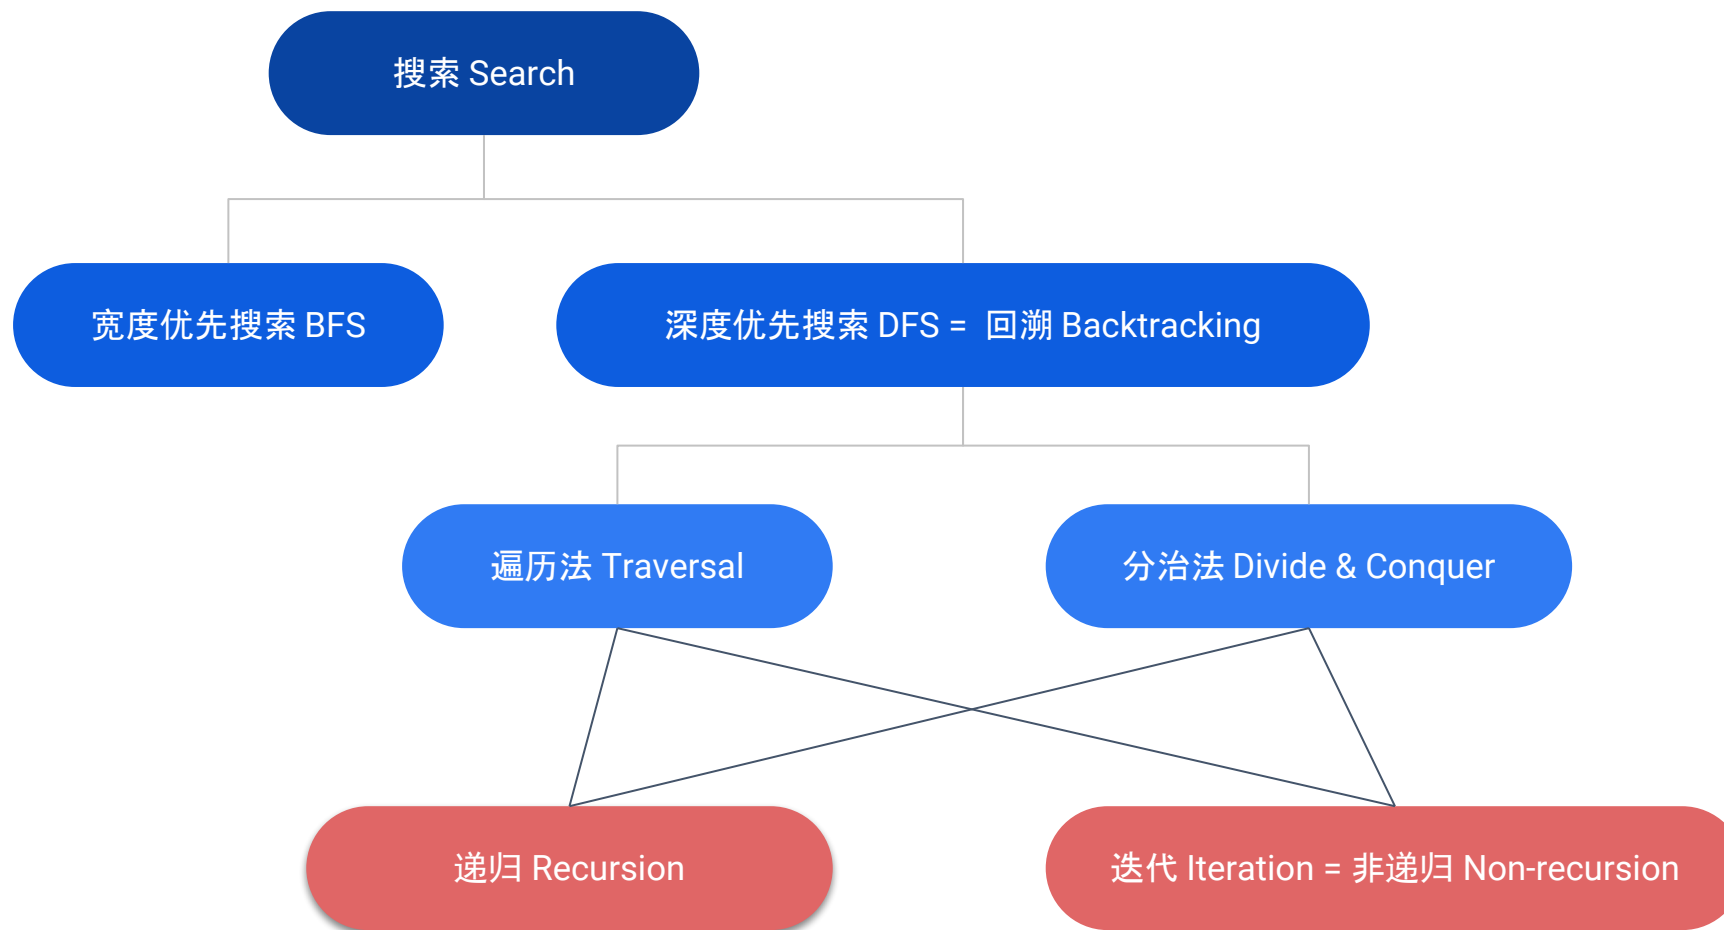 搜索 Search
宽度优先搜索 BFS
深度优先搜索 DFS = 回溯 Backtracking
遍历法 Traversal
分治法 Divide & Conquer
递归 Recursion
迭代 Iteration = 非递归 Non-recursion